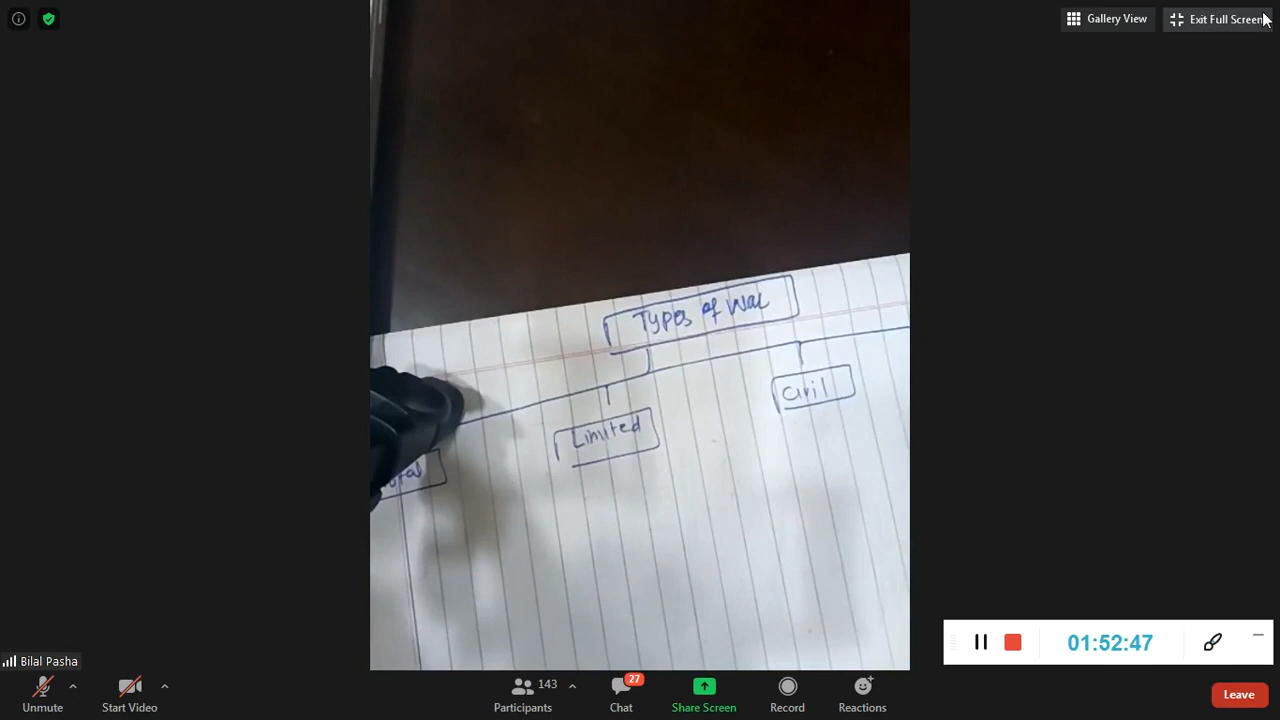 Gallery View
Exit Full Screen
Types of War
Civil
Limited
Bilal Pasha
01:52:47
Unmute
Start Video
143
Participants
27
Chat
Share Screen
Record
Reactions
Leave